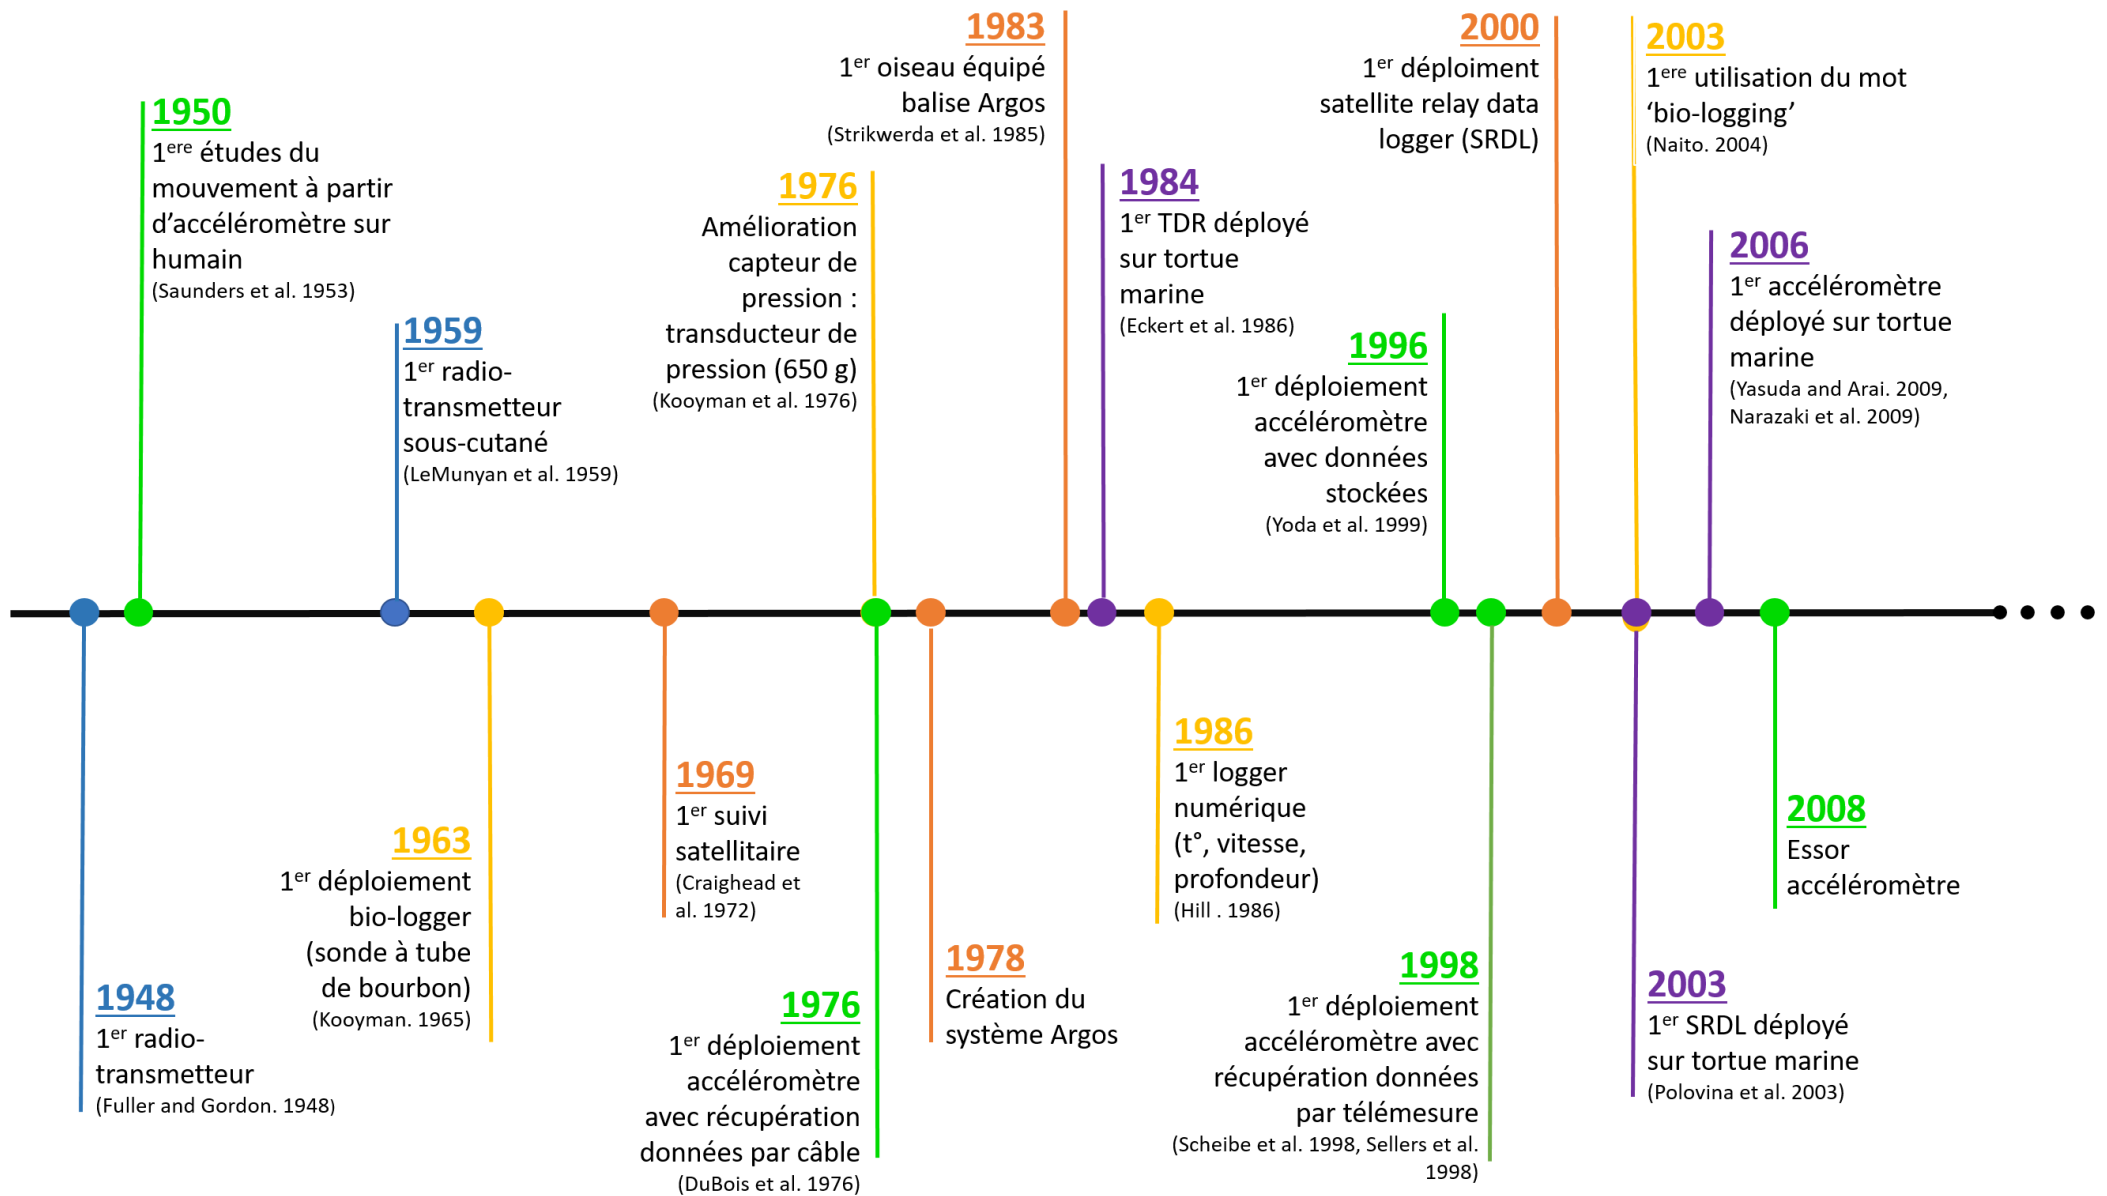 1950
1ere études du
mouvement à partir
d'accéléromètre sur
humain
(Saunders et al. 1953)
1959
1er radio-
transmetteur
sous-cutané
(LeMunyan et al. 1959)
1976
Amélioration
capteur de
pression :
transducteur de
pression (650 g)
(Kooyman et al. 1976)
1983
1er oiseau équipé
balise Argos
(Strikwerda et al. 1985)
1984
1er TDR déployé
sur tortue
marine
(Eckert et al. 1986)
1996
1er déploiement
accéléromètre
avec données
stockées
(Yoda et al. 1999)
2000
1er déploiment
satellite relay data
logger (SRDL)
2003
1ere utilisation du mot
‘bio-logging’
(Naito. 2004)
2006
1er accéléromètre
déployé sur tortue
marine
(Yasuda and Arai. 2009,
Narazaki et al. 2009)
1948
1er radio-
transmetteur
(Fuller and Gordon. 1948)
1963
1er déploiement
bio-logger
(sonde à tube
de bourbon)
(Kooyman. 1965)
1969
1er suivi
satellitaire
(Craighead et
al. 1972)
1976
1er déploiement
accéléromètre
avec récupération
données par câble
(DuBois et al. 1976)
1978
Création du
système Argos
1986
1er logger
numérique
(t°, vitesse,
profondeur)
(Hill . 1986)
1998
1er déploiement
accéléromètre avec
récupération données
par télémesure
(Scheibe et al. 1998, Sellers et al.
1998)
2003
1er SRDL déployé
sur tortue marine
(Polovina et al. 2003)
2008
Essor
accéléromètre